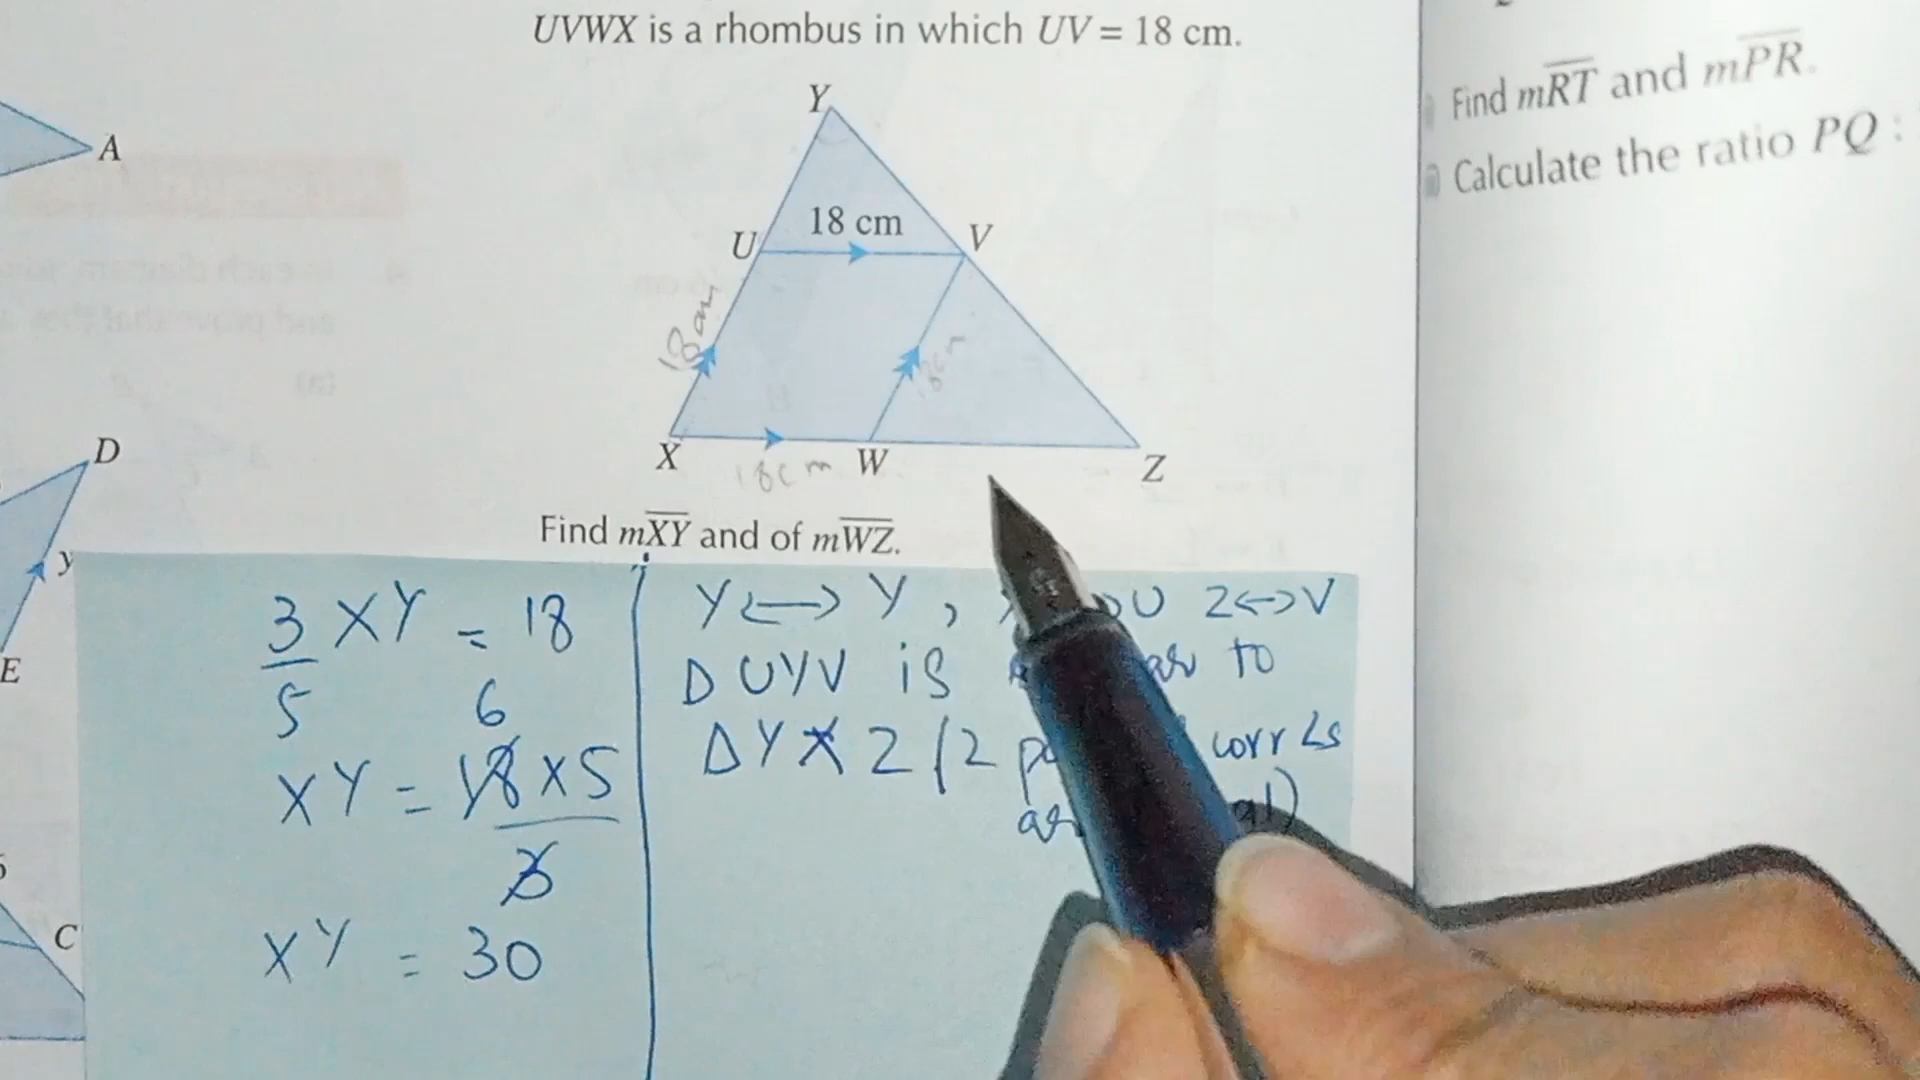 UVWX is a rhombus in which UV = 18 cm.
Y
A
18 cm
U
V
18cm
18cm
X
W
Z
18cm
Find mXY and of mWZ.
D
y
E
C
3/5 XY = 18
6
XY = 18 x 5
3
XY = 30
Y <-> Y , U Z <-> V
Δ UYV is to
Δ Y X Z (2 corr ∠s
Find mRT and mPR.
Calculate the ratio PQ :